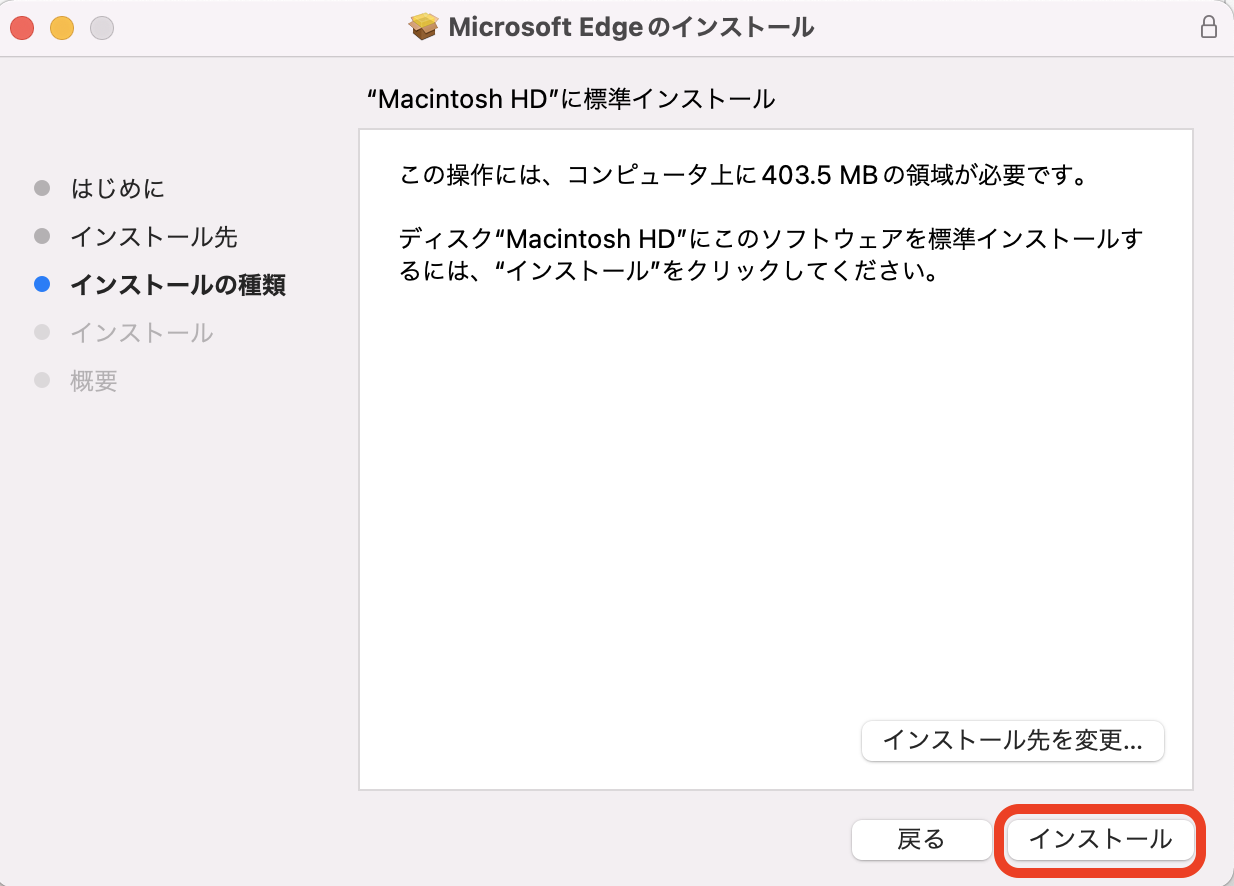 Microsoft Edgeのインストール
“Macintosh HD”に標準インストール
はじめに
インストール先
インストールの種類
インストール
概要
この操作には、コンピュータ上に403.5 MBの領域が必要です。
ディスク“Macintosh HD”にこのソフトウェアを標準インストールす
るには、“インストール”をクリックしてください。
インストール先を変更...
戻る
インストール